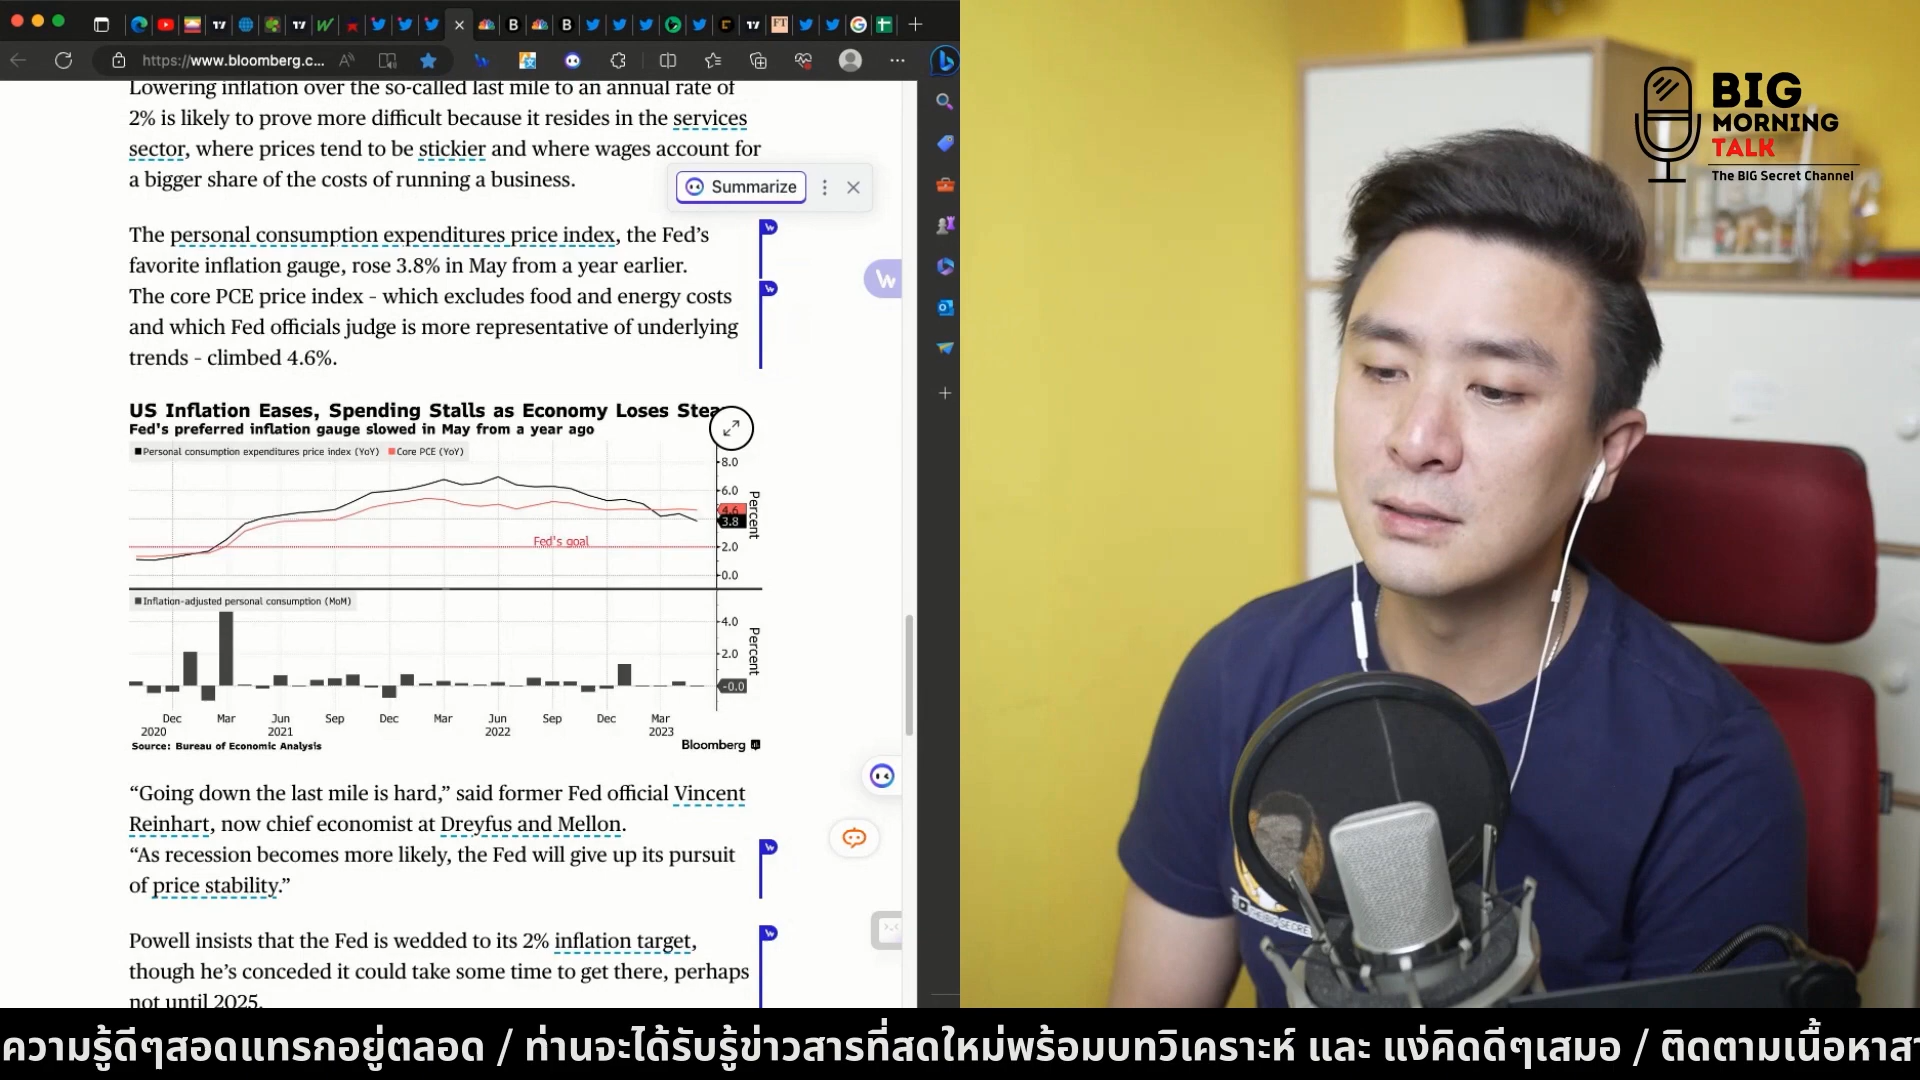 https://www.bloomberg.c...
Lowering inflation over the so-called last mile to an annual rate of
2% is likely to prove more difficult because it resides in the services
sector, where prices tend to be stickier and where wages account for
a bigger share of the costs of running a business.
Summarize
The personal consumption expenditures price index, the Fed’s
favorite inflation gauge, rose 3.8% in May from a year earlier.
The core PCE price index - which excludes food and energy costs
and which Fed officials judge is more representative of underlying
trends - climbed 4.6%.
US Inflation Eases, Spending Stalls as Economy Loses
Fed's preferred inflation gauge slowed in May from a year ago
Personal consumption expenditures price index (YoY) Core PCE (YoY)
8.0
6.0
4.6
3.8
2.0
0.0
Percent
Fed's goal
Inflation-adjusted personal consumption (MoM)
4.0
2.0
-0.0
Percent
Dec Mar Jun Sep Dec Mar Jun Sep Dec Mar
2020 2021 2022 2023
Source: Bureau of Economic Analysis
Bloomberg
“Going down the last mile is hard,” said former Fed official Vincent
Reinhart, now chief economist at Dreyfus and Mellon.
“As recession becomes more likely, the Fed will give up its pursuit
of price stability.”
Powell insists that the Fed is wedded to its 2% inflation target,
though he’s conceded it could take some time to get there, perhaps
not until 2025.
BIG
MORNING
TALK
The BIG Secret Channel
ความรู้ดีๆสอดแทรกอยู่ตลอด / ท่านจะได้รับรู้ข่าวสารที่สดใหม่พร้อมบทวิเคราะห์ และ แง่คิดดีๆเสมอ / ติดตามเนื้อหาสา